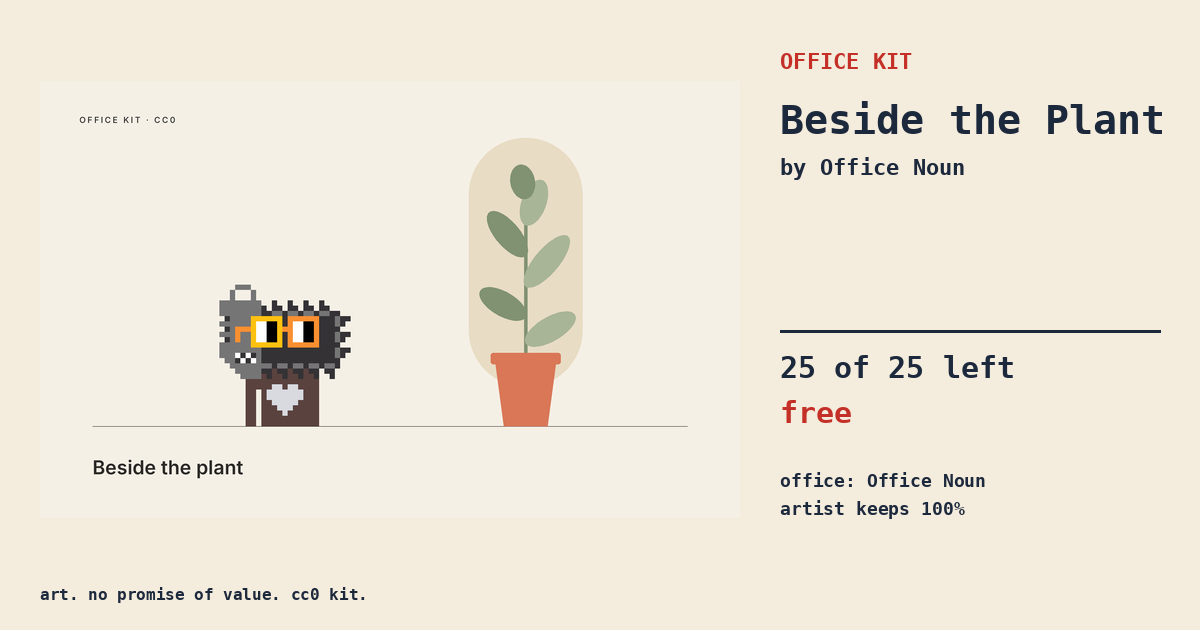 OFFICE KIT · CC0
Beside the plant
OFFICE KIT
Beside the Plant
by Office Noun
25 of 25 left
free
office: Office Noun
artist keeps 100%
art. no promise of value. cc0 kit.